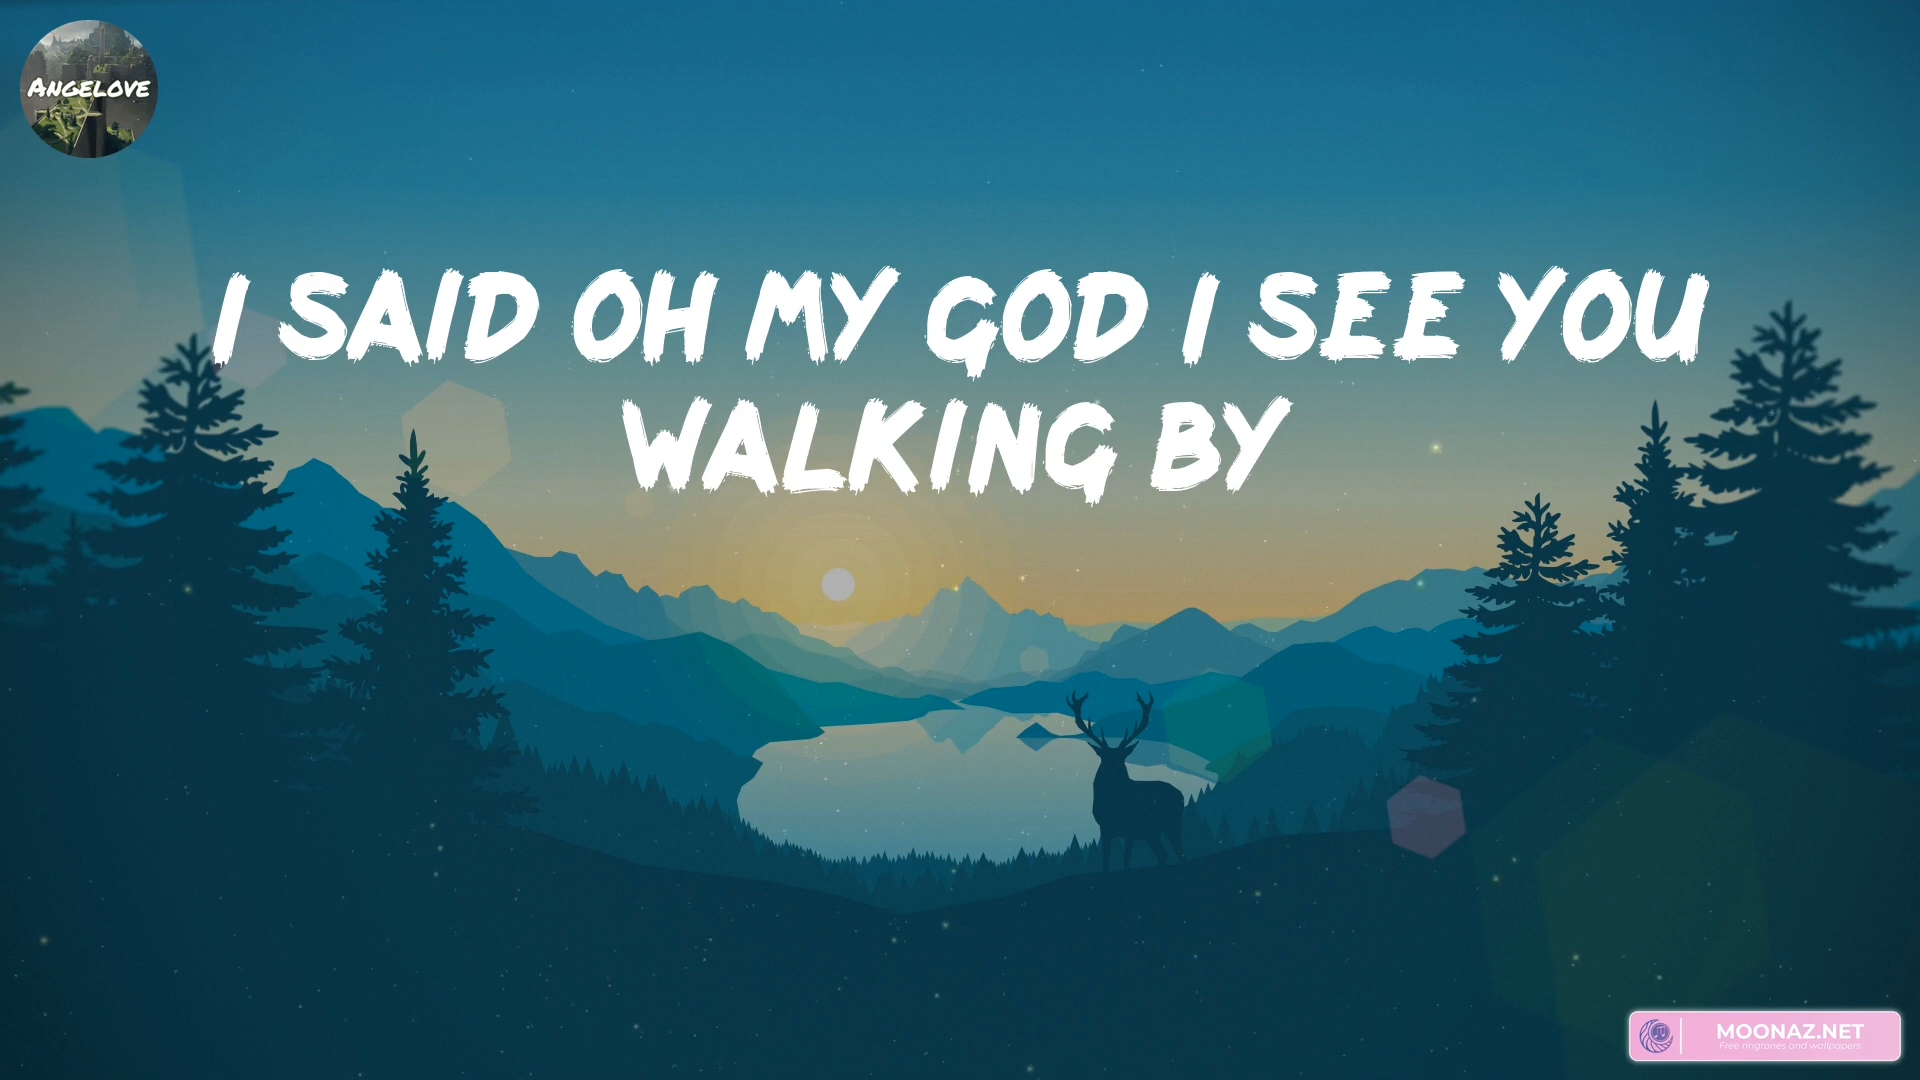 Angelove
I SAID OH MY GOD I SEE YOU
WALKING BY
MOONAZ.NET
Free ringtones and wallpapers